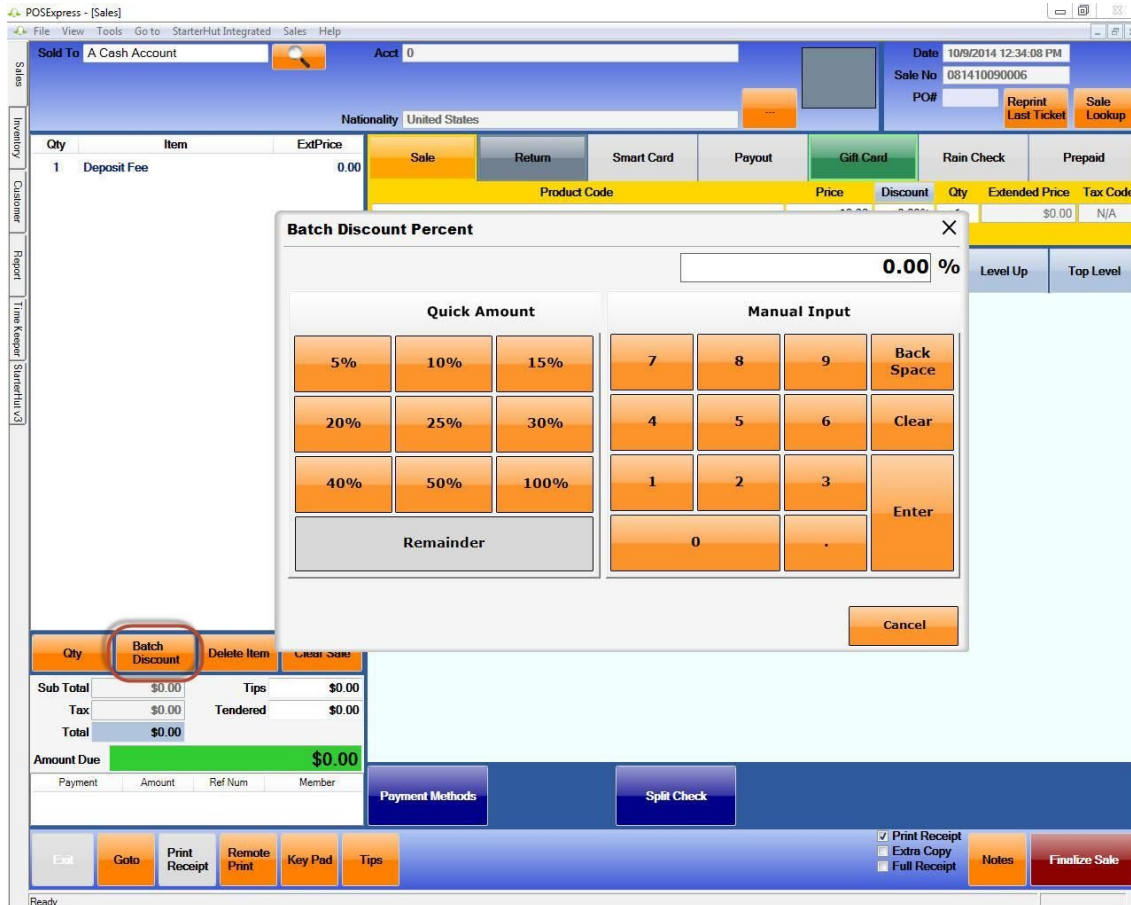 POSExpress - [Sales]
File View Tools Go to StarterHut Integrated Sales Help
Sales
Inventory
Customer
Report
Time Keeper
StarterHut v3
Sold To A Cash Account
Acct 0
Nationality United States
...
Date 10/9/2014 12:34:08 PM
Sale No 081410090006
PO#
Reprint Last Ticket
Sale Lookup
Qty Item ExtPrice
1 Deposit Fee 0.00
Sale Return Smart Card Payout Gift Card Rain Check Prepaid
Product Code Price Discount Qty Extended Price Tax Code
$0.00 N/A
Level Up Top Level
Batch Discount Percent
0.00 %
Quick Amount
5% 10% 15%
20% 25% 30%
40% 50% 100%
Remainder
Manual Input
7 8 9 Back Space
4 5 6 Clear
1 2 3 Enter
0 .
Cancel
Qty Batch Discount Delete Item Clear Sale
Sub Total $0.00 Tips $0.00
Tax $0.00 Tendered $0.00
Total $0.00
Amount Due $0.00
Payment Amount Ref Num Member
Payment Methods Split Check
Exit Goto Print Receipt Remote Print Key Pad Tips
Print Receipt
Extra Copy
Full Receipt
Notes Finalize Sale
Ready